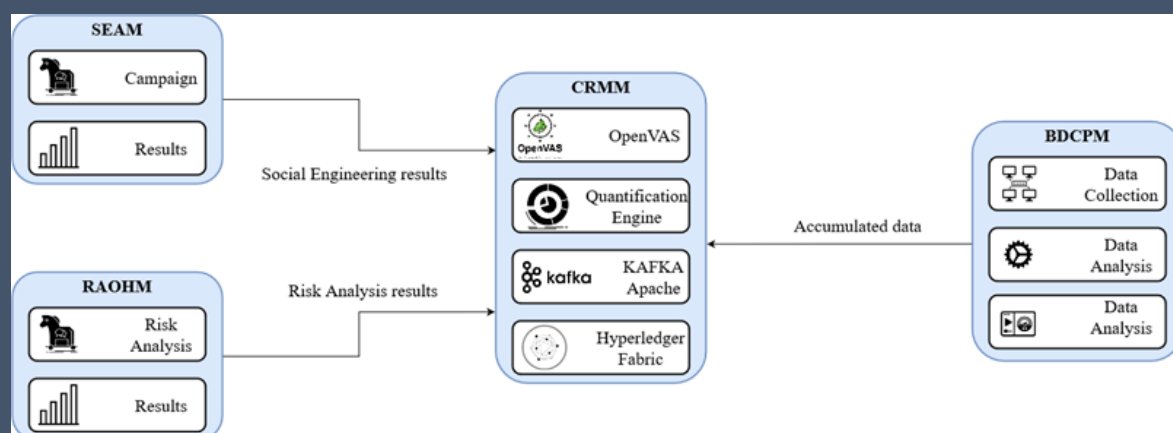 SEAM
Campaign
Results
Social Engineering results
RAOHM
Risk
Analysis
Results
Risk Analysis results
CRMM
OpenVAS
OpenVAS
Quantification
Engine
kafka
KAFKA
Apache
Hyperledger
Fabric
Accumulated data
BDCPM
Data
Collection
Data
Analysis
Data
Analysis